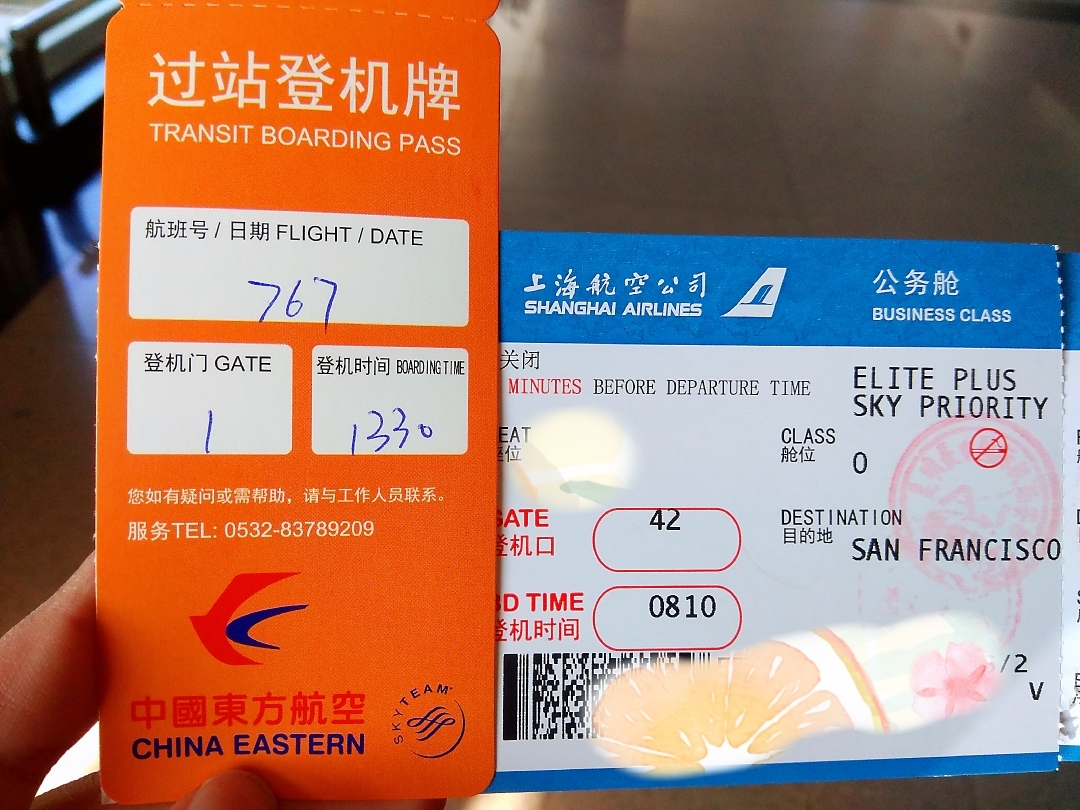 过站登机牌
TRANSIT BOARDING PASS
航班号 / 日期 FLIGHT / DATE
767
登机门 GATE
1
登机时间 BOARDING TIME
1330
您如有疑问或需帮助，请与工作人员联系。
服务TEL: 0532-83789209
中國東方航空
CHINA EASTERN
SKYTEAM
上海航空公司
SHANGHAI AIRLINES
公务舱
BUSINESS CLASS
关闭
MINUTES BEFORE DEPARTURE TIME
ELITE PLUS
SKY PRIORITY
EAT
位
CLASS
舱位
O
GATE
登机口
42
DESTINATION
目的地
SAN FRANCISCO
BD TIME
登机时间
0810
/2
V